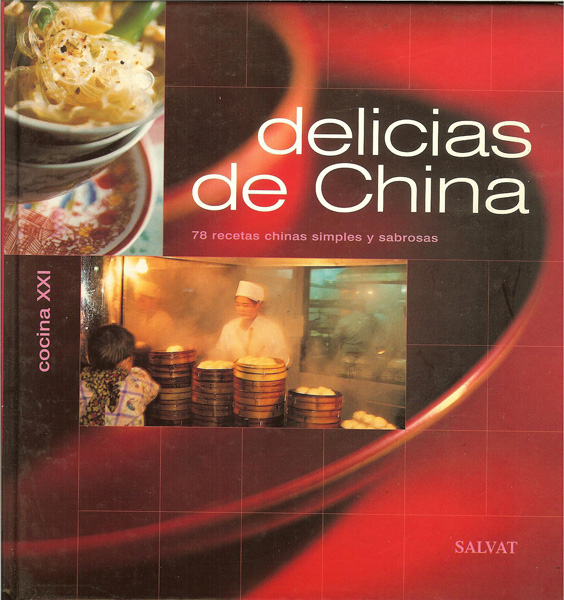 delicias
de China
78 recetas chinas simples y sabrosas
cocina XXI
SALVAT